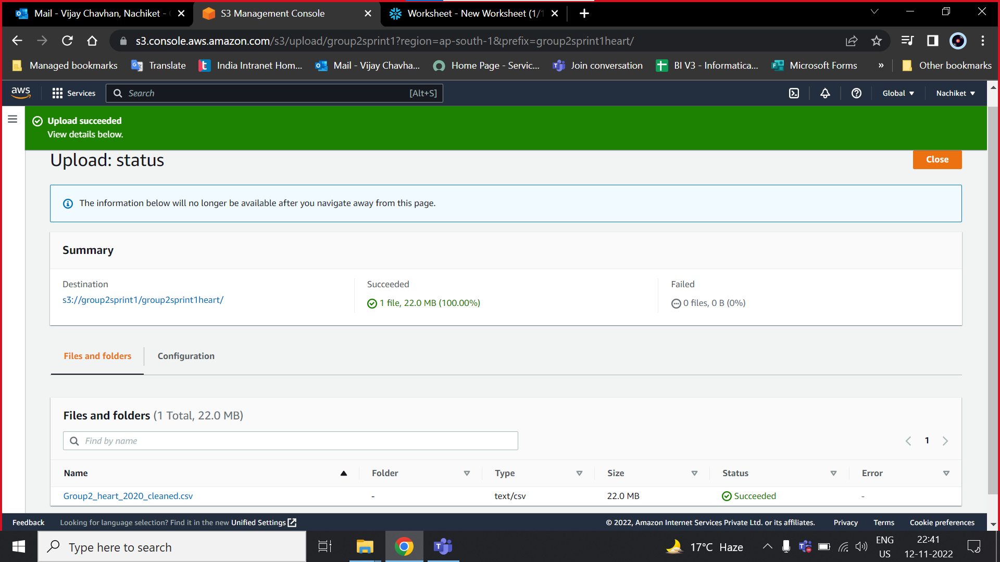 Mail - Vijay Chavhan, Nachiket -
S3 Management Console
Worksheet - New Worksheet (1/1
s3.console.aws.amazon.com/s3/upload/group2sprint1?region=ap-south-1&prefix=group2sprint1heart/
Managed bookmarks
Translate
India Intranet Hom...
Mail - Vijay Chavha...
Home Page - Servic...
Join conversation
BI V3 - Informatica...
Microsoft Forms
»
Other bookmarks
aws
Services
Search
[Alt+S]
Global
Nachiket
Upload succeeded
View details below.
Upload: status
Close
The information below will no longer be available after you navigate away from this page.
Summary
Destination
s3://group2sprint1/group2sprint1heart/
Succeeded
1 file, 22.0 MB (100.00%)
Failed
0 files, 0 B (0%)
Files and folders
Configuration
Files and folders (1 Total, 22.0 MB)
Find by name
1
Name Folder Type Size Status Error
Group2_heart_2020_cleaned.csv - text/csv 22.0 MB Succeeded -
Feedback
Looking for language selection? Find it in the new Unified Settings
© 2022, Amazon Internet Services Private Ltd. or its affiliates.
Privacy
Terms
Cookie preferences
Type here to search
17°C Haze
ENG
US
22:41
12-11-2022